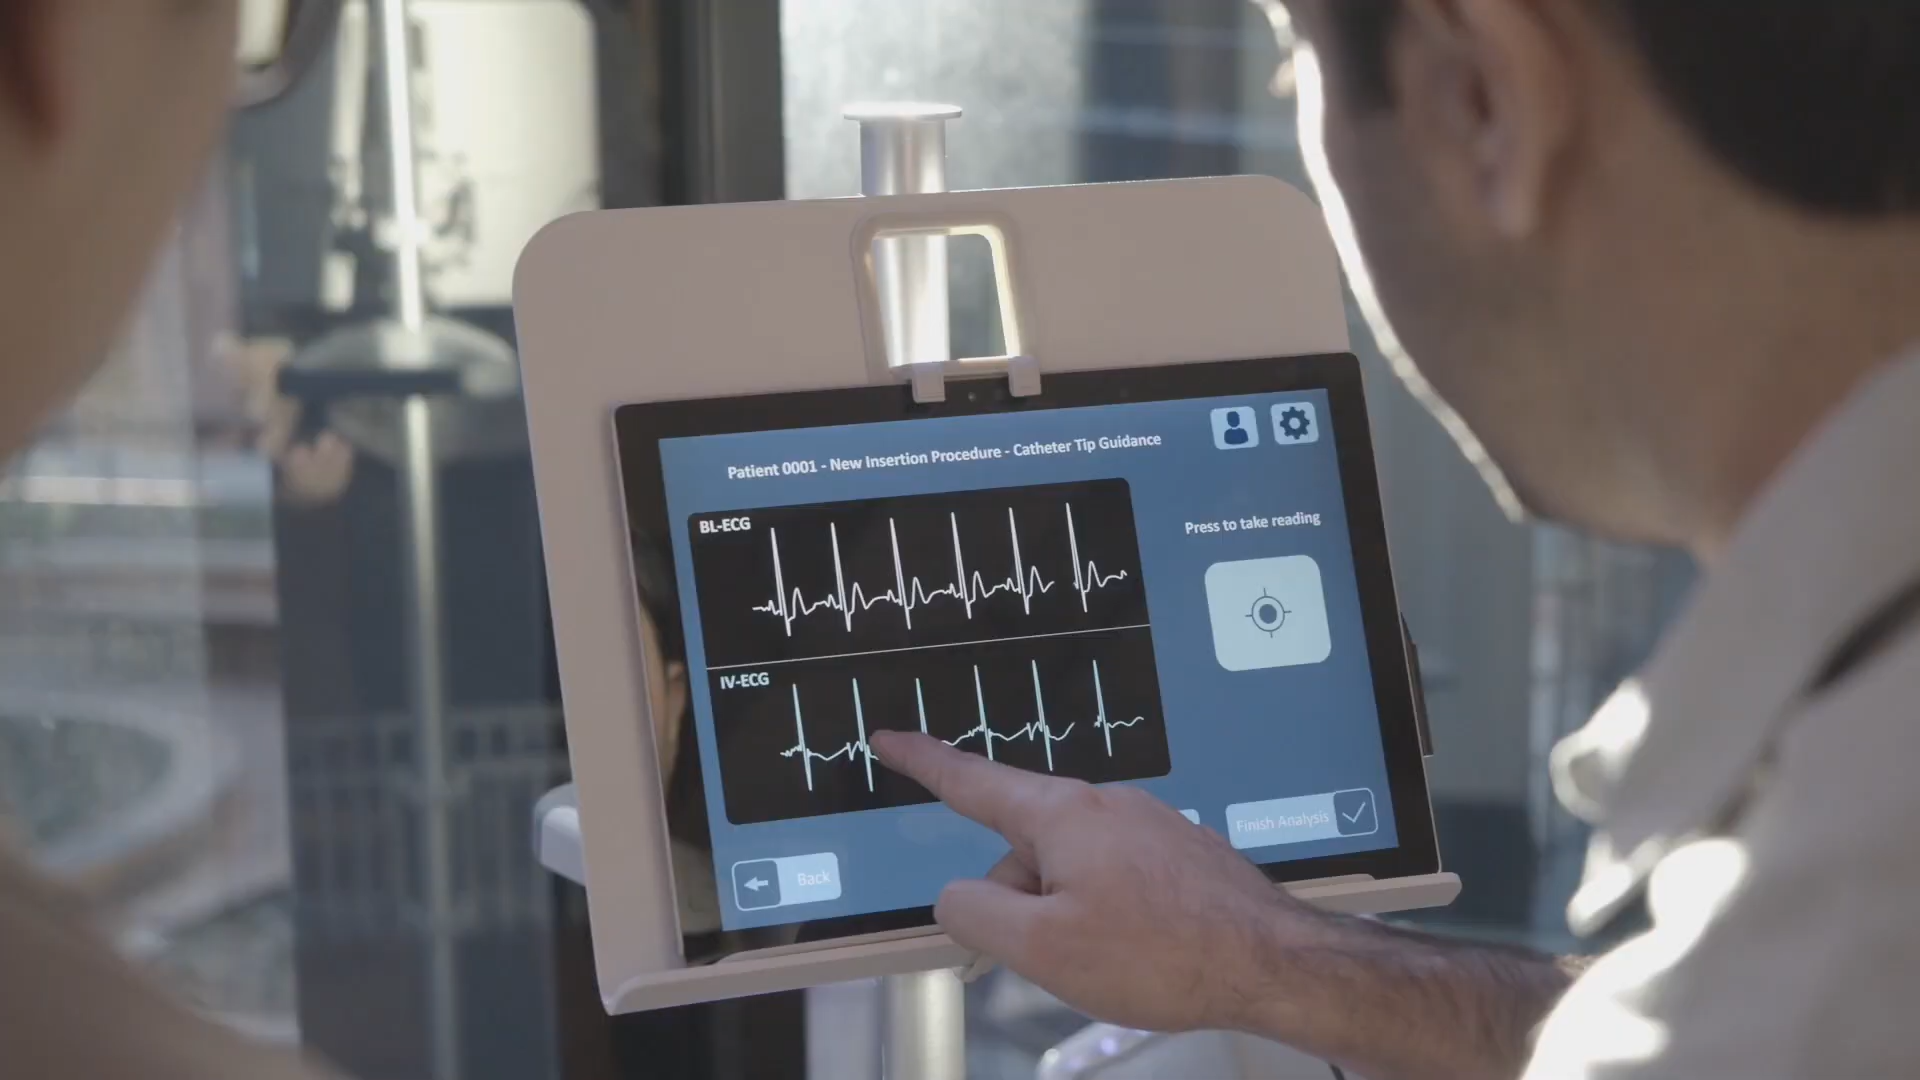 Patient 0001 - New Insertion Procedure - Catheter Tip Guidance
BL-ECG
Press to take reading
IV-ECG
Finish Analysis
Back